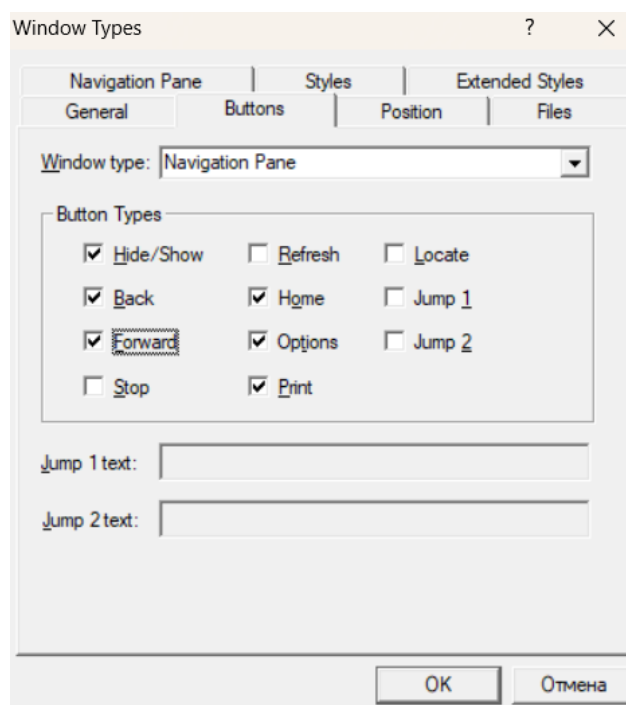 Window Types ?
Navigation Pane Styles Extended Styles
General Buttons Position Files
Window type: Navigation Pane
Button Types
Hide/Show Refresh Locate
Back Home Jump 1
Forward Options Jump 2
Stop Print
Jump 1 text:
Jump 2 text:
OK Отмена